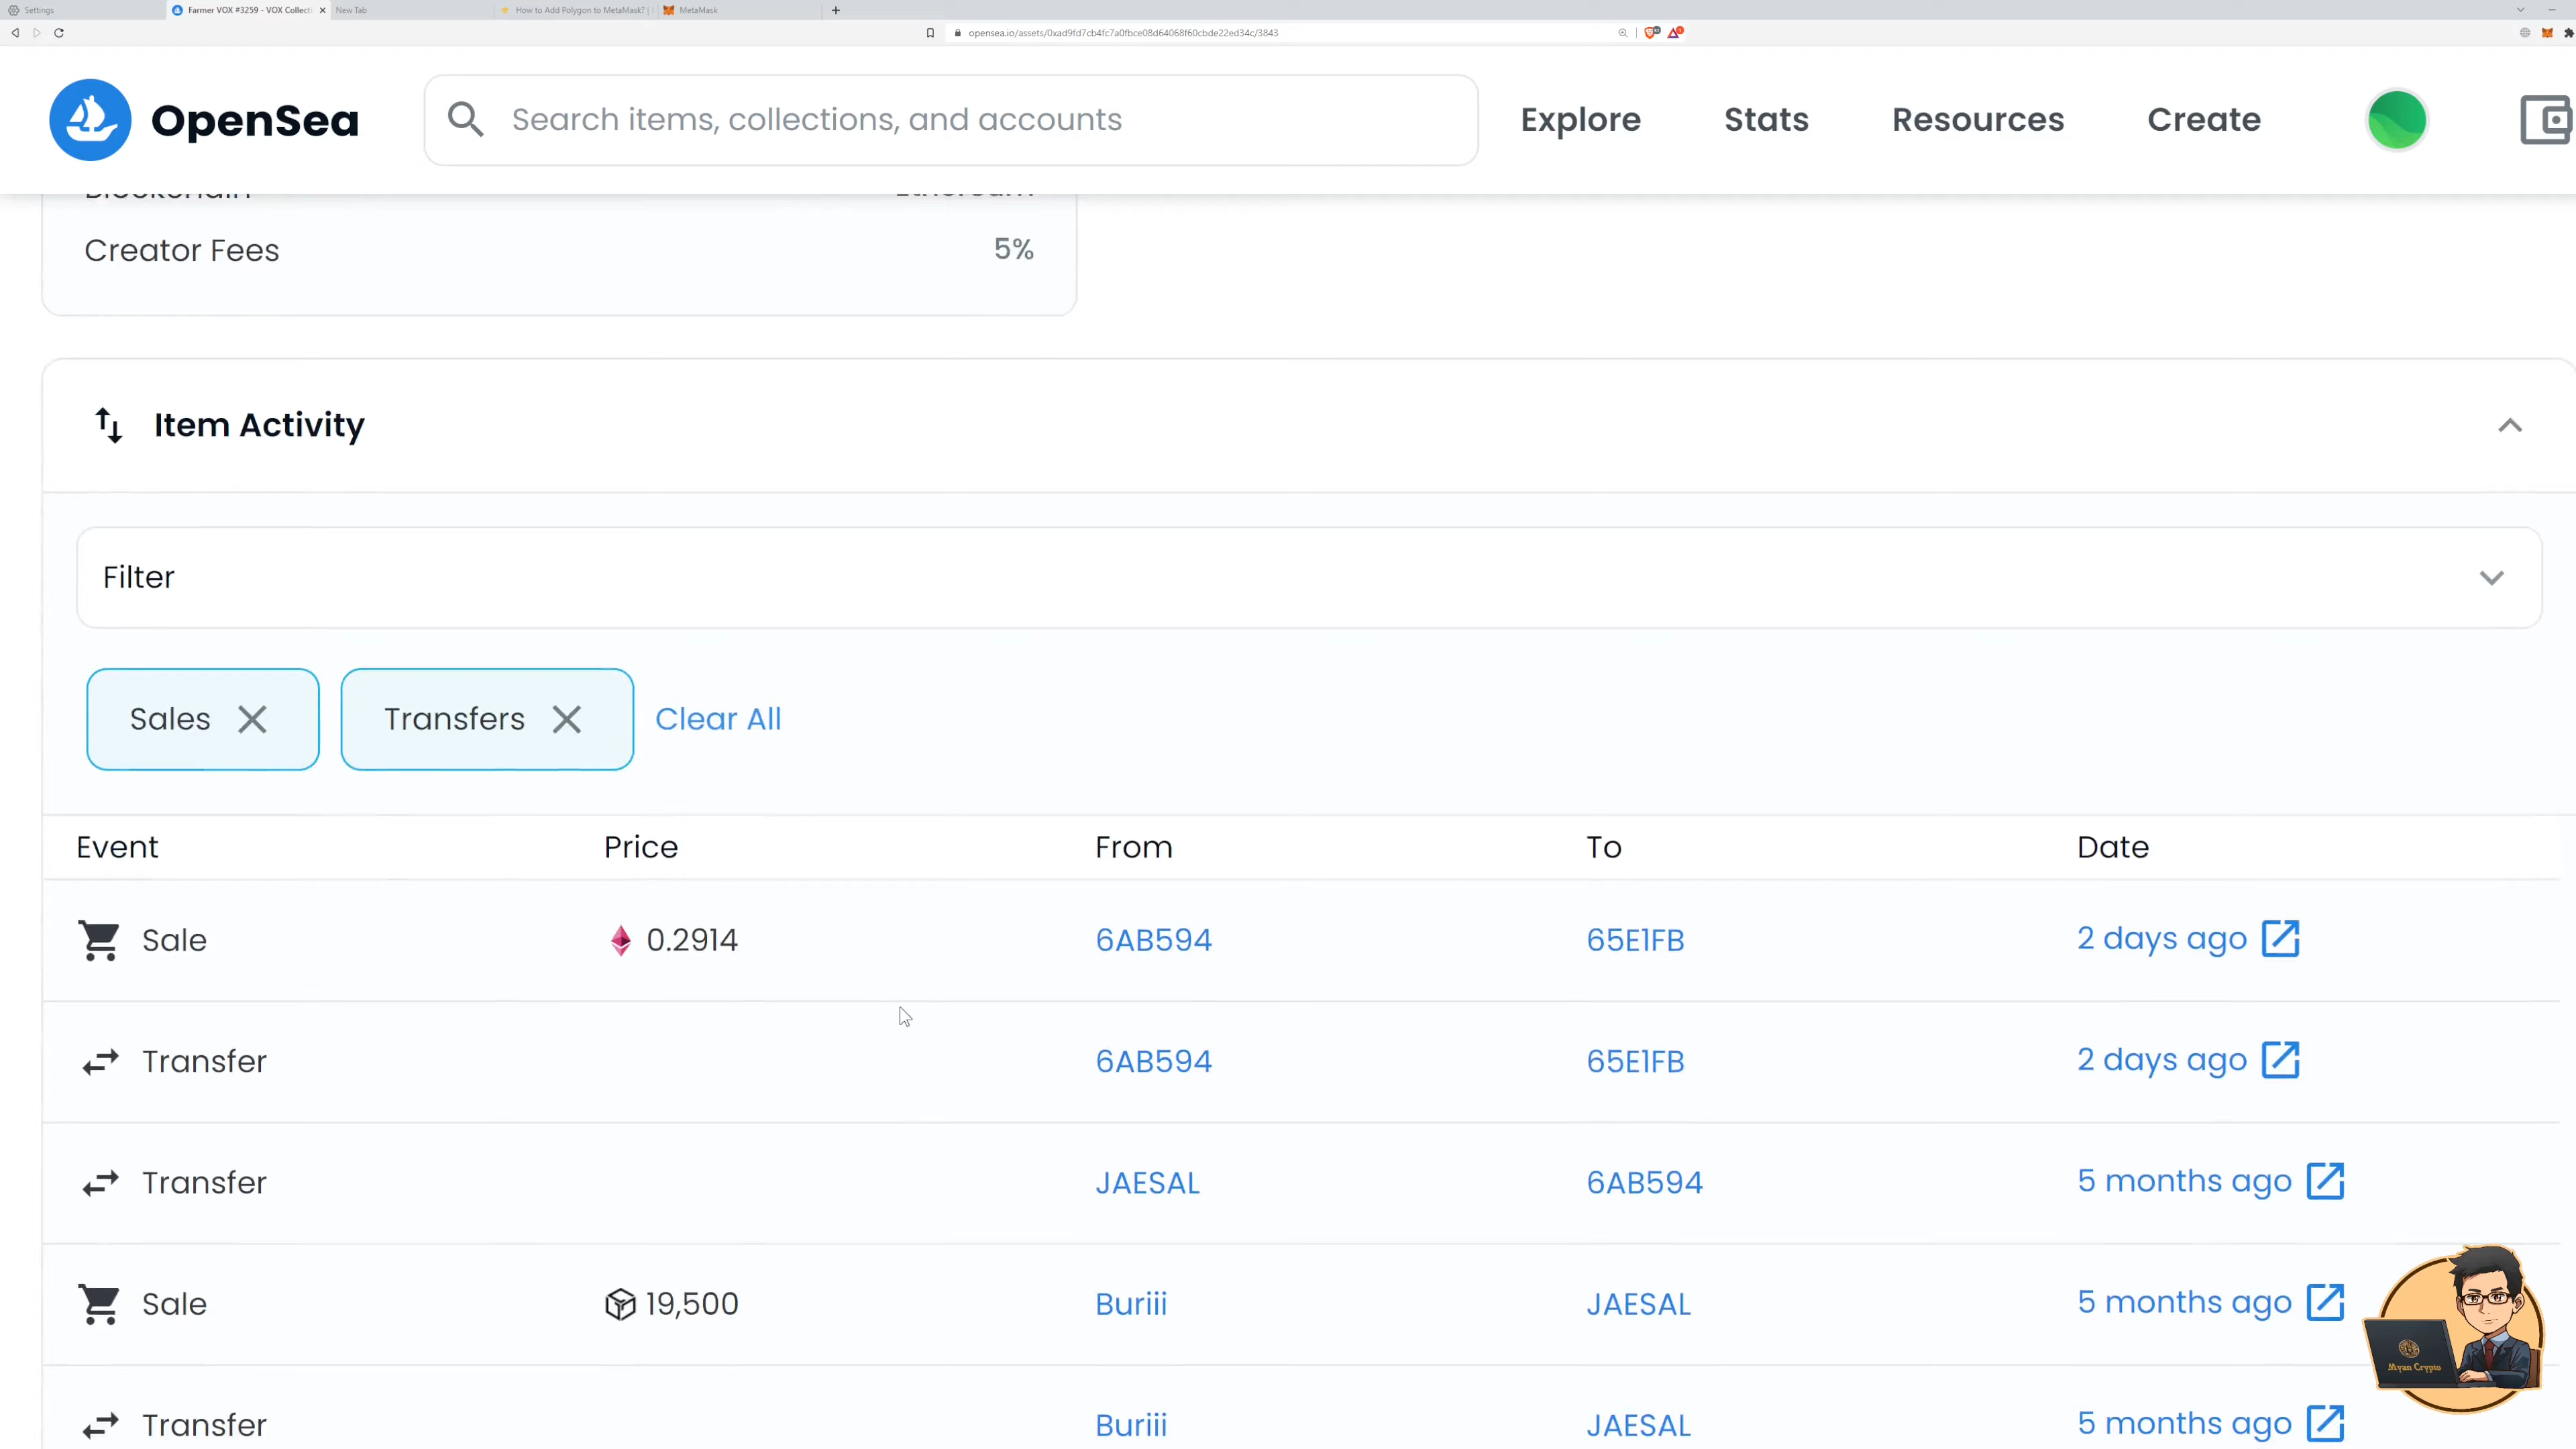 Settings
Farmer VOX #3259 - VOX Collecti
New Tab
How to Add Polygon to MetaMask? |
MetaMask
opensea.io/assets/0xad9fd7cb4fc7a0fbce08d64068f60cbde22ed34c/3843
OpenSea
Search items, collections, and accounts
Explore
Stats
Resources
Create
Blockchain Ethereum
Creator Fees 5%
Item Activity
Filter
Sales
Transfers
Clear All
Event Price From To Date
Sale 0.2914 6AB594 65E1FB 2 days ago
Transfer 6AB594 65E1FB 2 days ago
Transfer JAESAL 6AB594 5 months ago
Sale 19,500 Buriii JAESAL 5 months ago
Transfer Buriii JAESAL 5 months ago
Myan Crypto